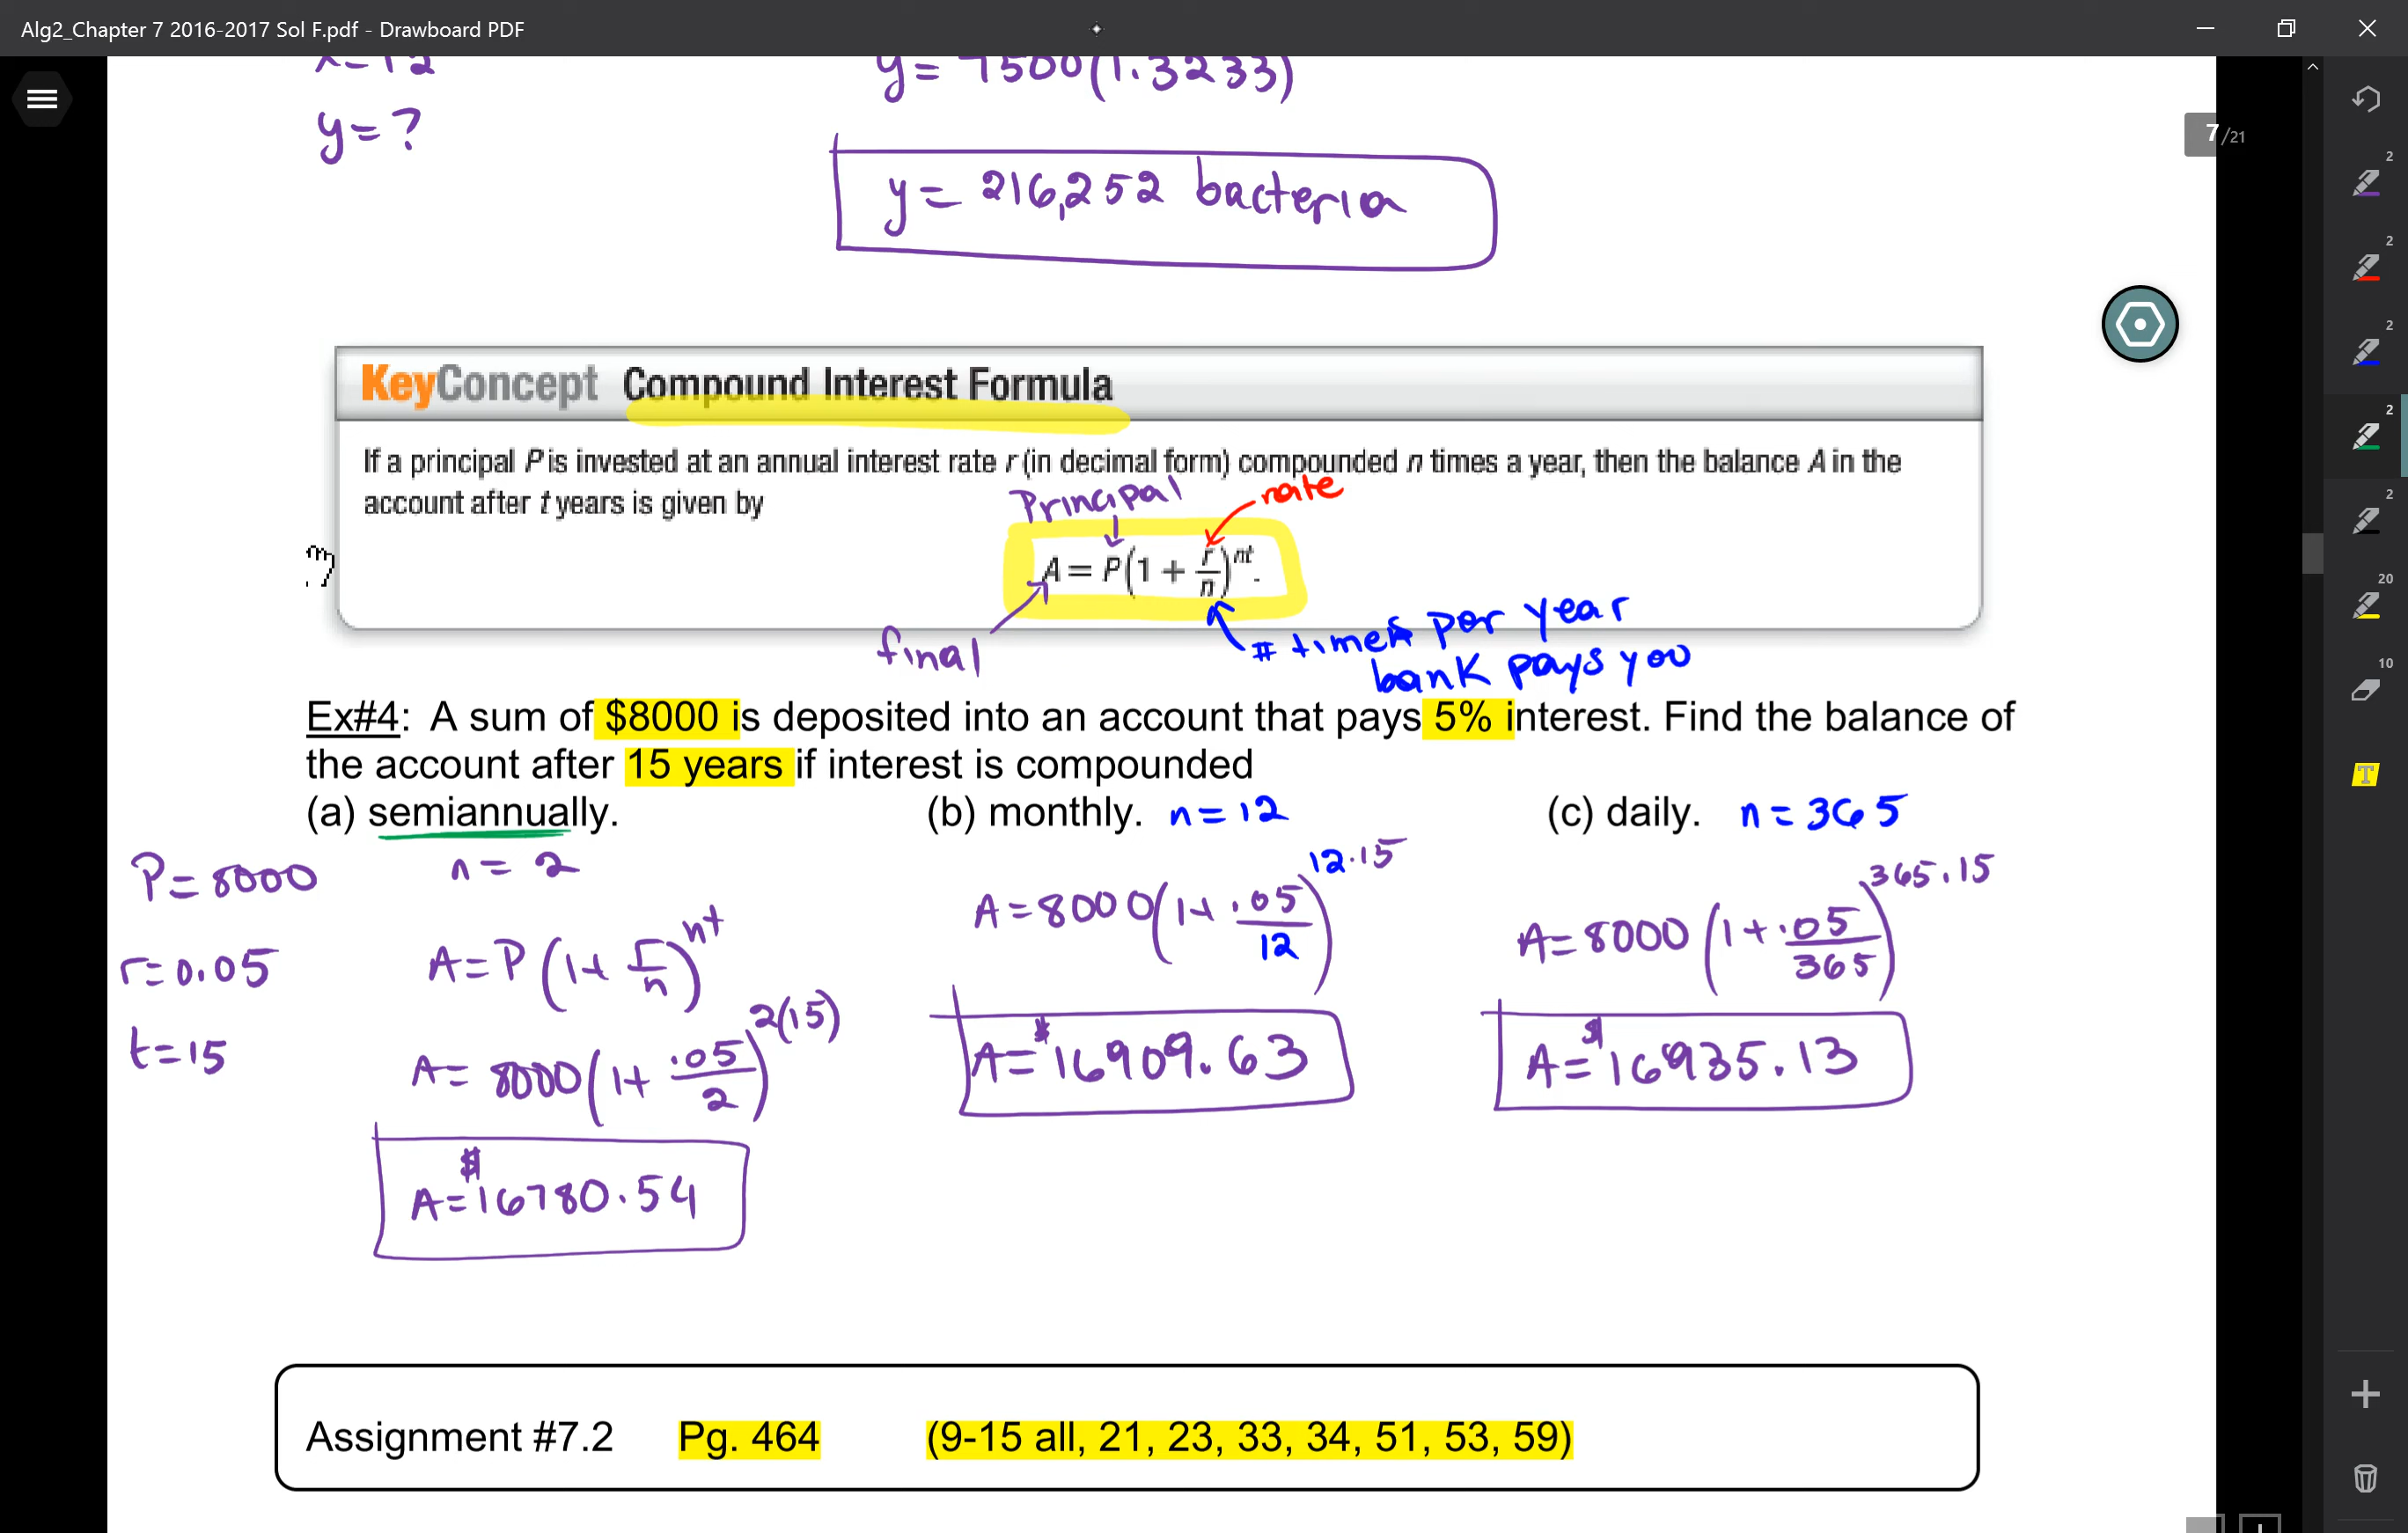 Alg2_Chapter 7 2016-2017 Sol F.pdf - Drawboard PDF
y= 7500(1.3233)
y=?
7/21
y= 216,252 bacteria
KeyConcept Compound Interest Formula
If a principal P is invested at an annual interest rate r (in decimal form) compounded n times a year, then the balance A in the
account after t years is given by
Principal
rate
A = P(1 + r/n)^nt.
final
# times per year
bank pays you
Ex#4: A sum of $8000 is deposited into an account that pays 5% interest. Find the balance of
the account after 15 years if interest is compounded
(a) semiannually. (b) monthly. n=12 (c) daily. n=365
P=8000
r=0.05
t=15
n=2
A=P(1+r/n)^nt
A=8000(1+.05/2)^2(15)
A=$16780.54
A=8000(1+.05/12)^12·15
A=$16909.63
A=8000(1+.05/365)^365·15
A=$16935.13
Assignment #7.2 Pg. 464 (9-15 all, 21, 23, 33, 34, 51, 53, 59)
2
2
2
2
2
20
10
T